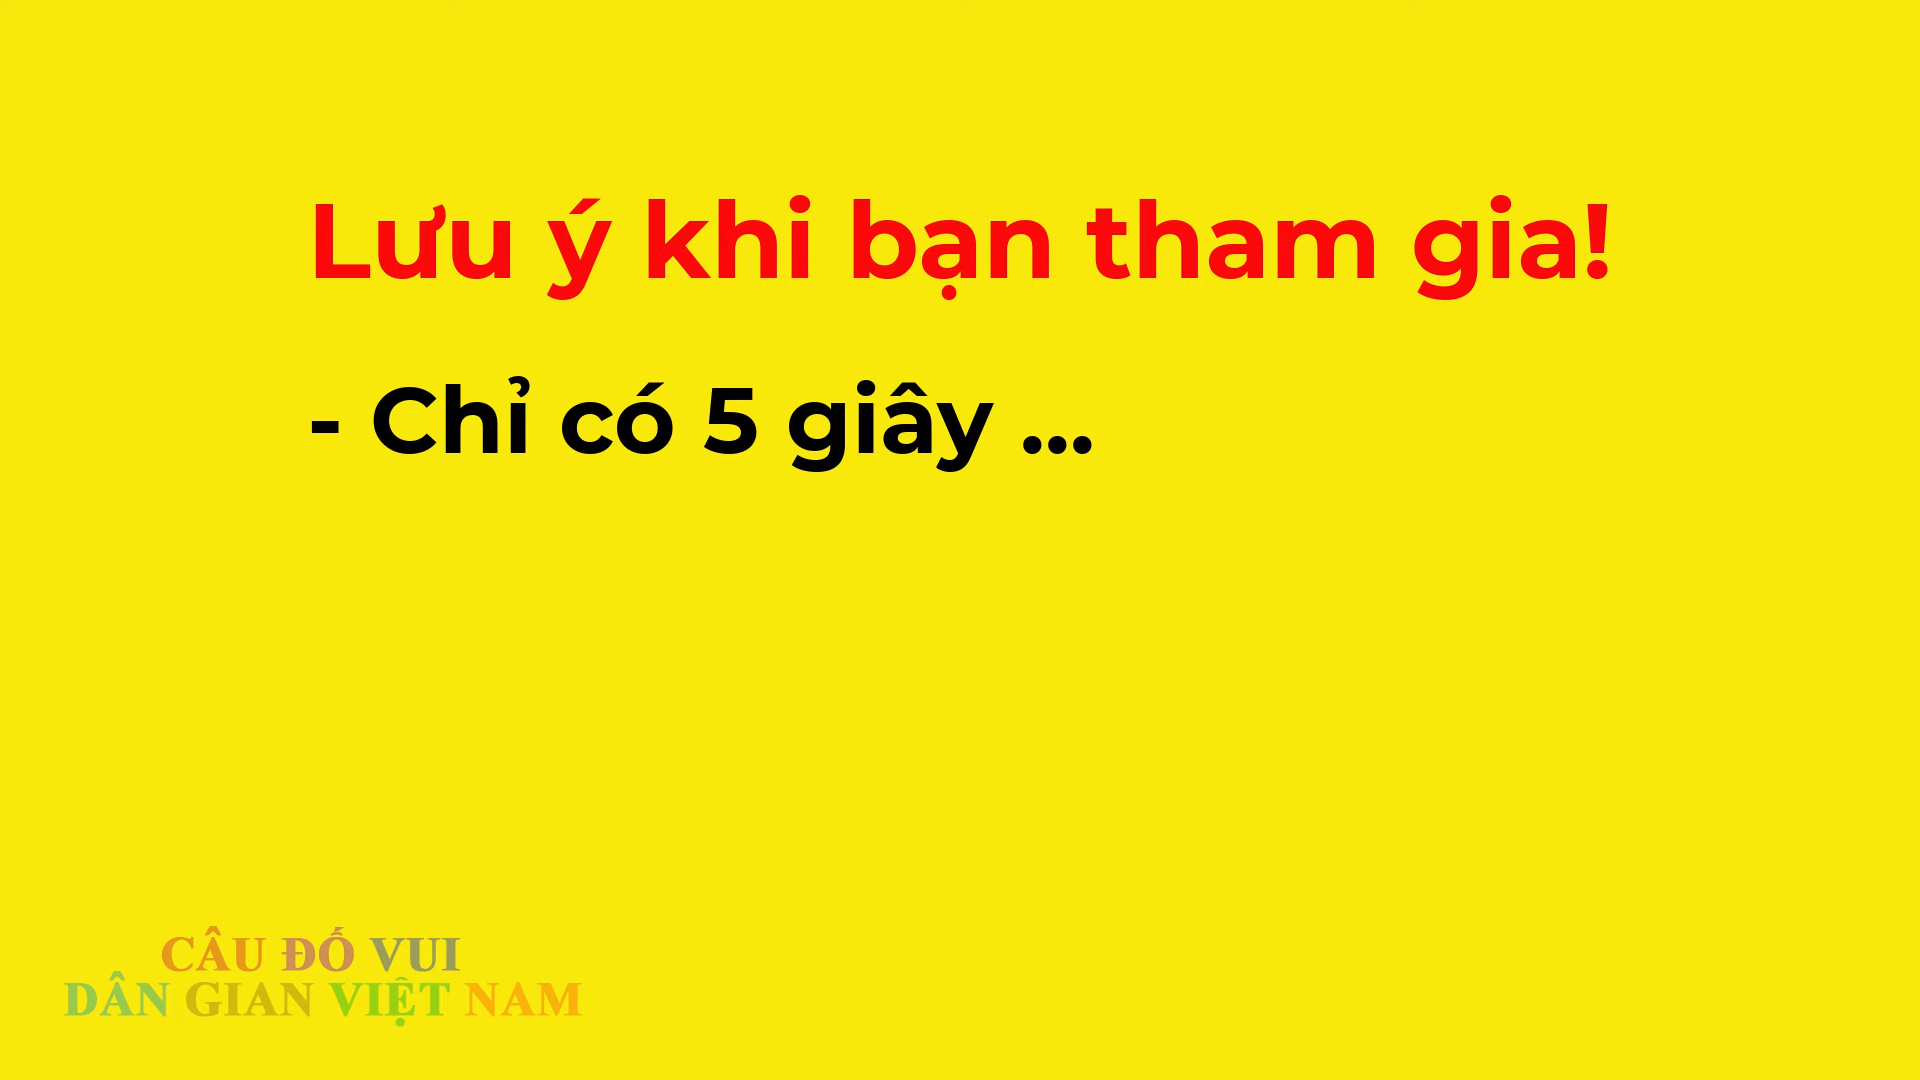 Lưu ý khi bạn tham gia!
- Chỉ có 5 giây ...
CÂU ĐỐ VUI
DÂN GIAN VIỆT NAM